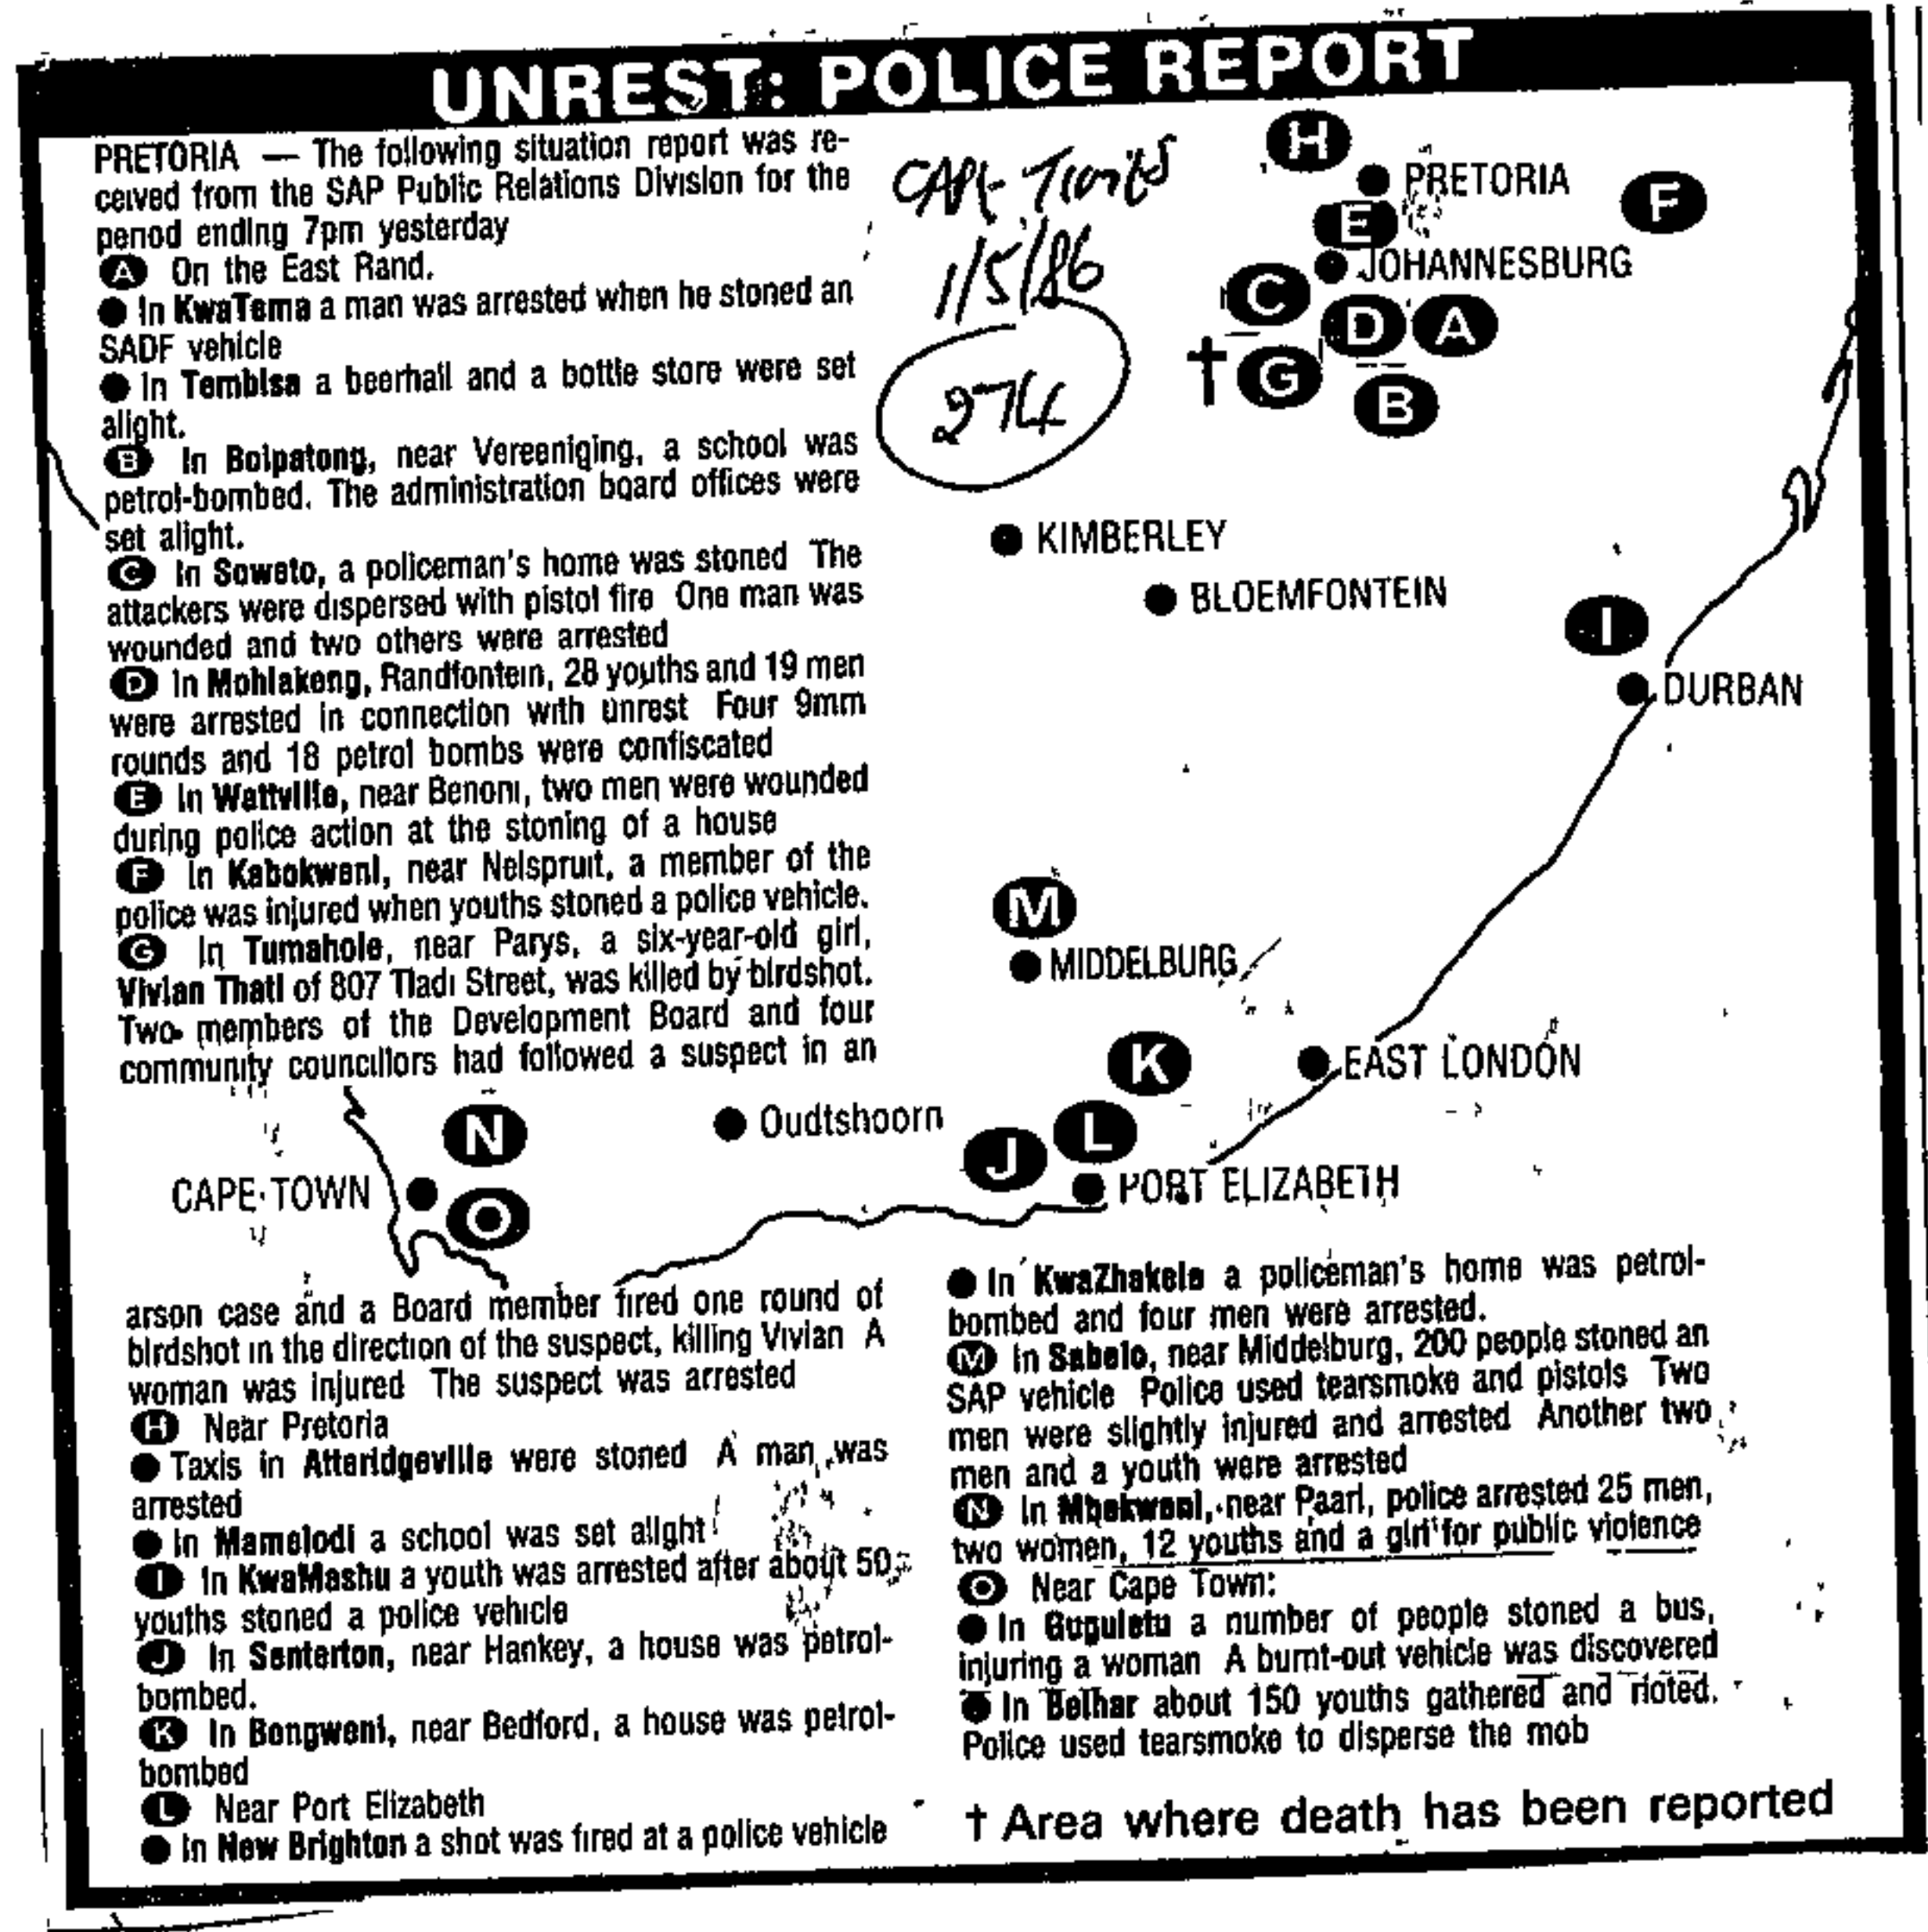 UNREST: POLICE REPORT
PRETORIA — The following situation report was re-
ceived from the SAP Public Relations Division for the
period ending 7pm yesterday
A On the East Rand.
● In KwaTema a man was arrested when he stoned an
SADF vehicle
● In Tembisa a beerhall and a bottle store were set
alight.
B In Boipatong, near Vereeniging, a school was
petrol-bombed. The administration board offices were
set alight.
C In Soweto, a policeman's home was stoned The
attackers were dispersed with pistol fire One man was
wounded and two others were arrested
D In Mohlakeng, Randfontein, 28 youths and 19 men
were arrested in connection with unrest Four 9mm
rounds and 18 petrol bombs were confiscated
E In Wattville, near Benoni, two men were wounded
during police action at the stoning of a house
F In Kabokweni, near Nelspruit, a member of the
police was injured when youths stoned a police vehicle.
G In Tumahole, near Parys, a six-year-old girl,
Vivian Thati of 807 Tladi Street, was killed by birdshot.
Two members of the Development Board and four
community councillors had followed a suspect in an
CAPE TIMES
1/5/86
274
H
PRETORIA
F
E
JOHANNESBURG
C
D A
† G
B
KIMBERLEY
BLOEMFONTEIN
I
DURBAN
M
MIDDELBURG
K
EAST LONDON
N
Oudtshoorn
J L
CAPE TOWN
PORT ELIZABETH
O
arson case and a Board member fired one round of
birdshot in the direction of the suspect, killing Vivian A
woman was injured The suspect was arrested
H Near Pretoria
● Taxis in Atteridgeville were stoned A man was
arrested
● In Mamelodi a school was set alight
I In KwaMashu a youth was arrested after about 50
youths stoned a police vehicle
J In Senterton, near Hankey, a house was petrol-
bombed.
K In Bongweni, near Bedford, a house was petrol-
bombed
L Near Port Elizabeth
● In New Brighton a shot was fired at a police vehicle
● In KwaZhakele a policeman's home was petrol-
bombed and four men were arrested.
M In Sabelo, near Middelburg, 200 people stoned an
SAP vehicle Police used tearsmoke and pistols Two
men were slightly injured and arrested Another two
men and a youth were arrested
N In Mbekweni, near Paarl, police arrested 25 men,
two women, 12 youths and a girl for public violence
O Near Cape Town:
● In Guguletu a number of people stoned a bus,
injuring a woman A burnt-out vehicle was discovered
● In Belhar about 150 youths gathered and rioted.
Police used tearsmoke to disperse the mob
† Area where death has been reported